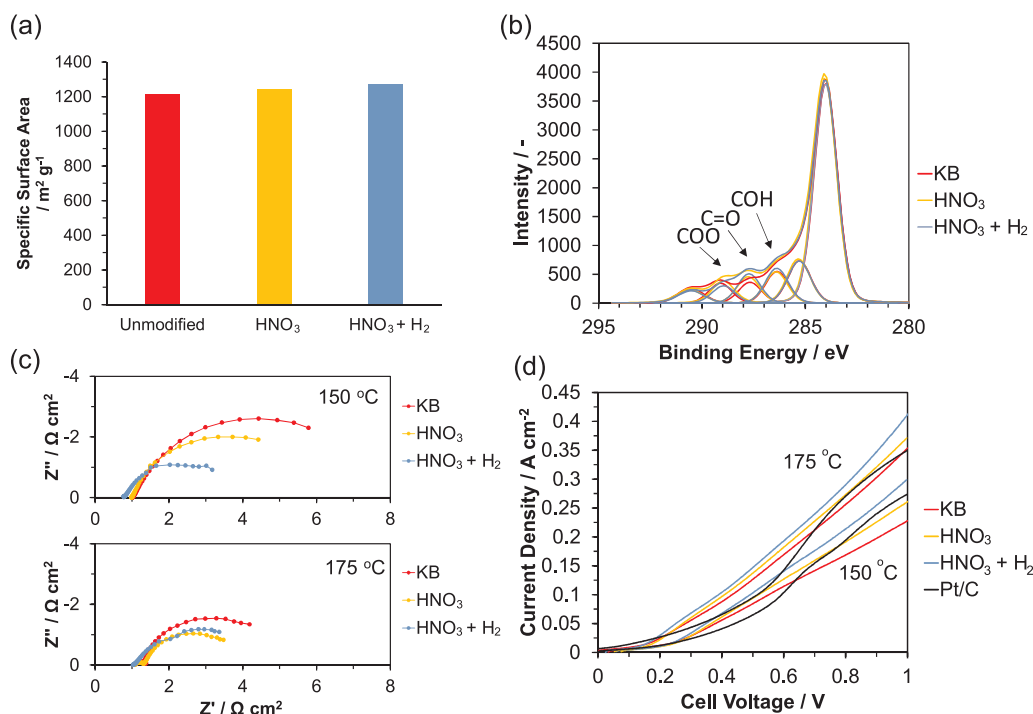 (a)
Specific Surface Area
/ m² g⁻¹
1400
1200
1000
800
600
400
200
0
Unmodified
HNO₃
HNO₃ + H₂
(b)
Intensity / -
4500
4000
3500
3000
2500
2000
1500
1000
500
0
COO
C=O
COH
295
290
285
280
Binding Energy / eV
KB
HNO₃
HNO₃ + H₂
(c)
Z" / Ω cm²
-4
-2
0
150 °C
0
2
4
6
8
KB
HNO₃
HNO₃ + H₂
Z" / Ω cm²
-4
-2
0
175 °C
0
2
4
6
8
Z' / Ω cm²
KB
HNO₃
HNO₃ + H₂
(d)
Current Density / A cm⁻²
0.45
0.4
0.35
0.3
0.25
0.2
0.15
0.1
0.05
0
175 °C
150 °C
0
0.2
0.4
0.6
0.8
1
Cell Voltage / V
KB
HNO₃
HNO₃ + H₂
Pt/C